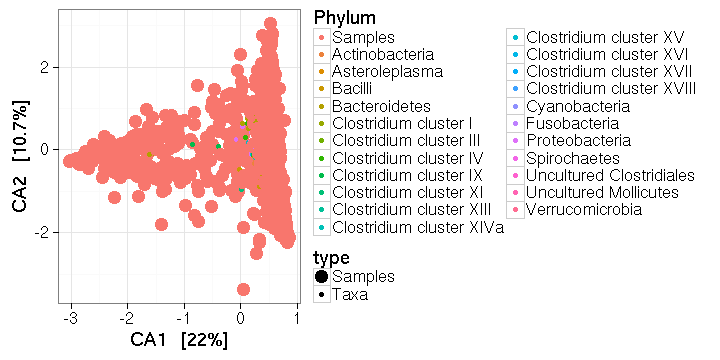 CA2 [10.7%]
2
0
-2
-3
-2
-1
0
1
CA1 [22%]
Phylum
Samples
Actinobacteria
Asteroleplasma
Bacilli
Bacteroidetes
Clostridium cluster I
Clostridium cluster III
Clostridium cluster IV
Clostridium cluster IX
Clostridium cluster XI
Clostridium cluster XIII
Clostridium cluster XIVa
Clostridium cluster XV
Clostridium cluster XVI
Clostridium cluster XVII
Clostridium cluster XVIII
Cyanobacteria
Fusobacteria
Proteobacteria
Spirochaetes
Uncultured Clostridiales
Uncultured Mollicutes
Verrucomicrobia
type
Samples
Taxa